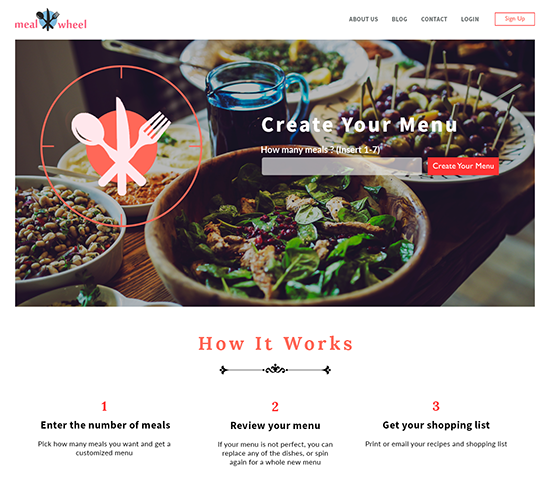 meal wheel
ABOUT US BLOG CONTACT LOGIN Sign Up
Create Your Menu
How many meals ? (Insert 1-7)
Create Your Menu
How It Works
1
Enter the number of meals
Pick how many meals you want and get a
customized menu
2
Review your menu
If your menu is not perfect, you can
replace any of the dishes, or spin
again for a whole new menu
3
Get your shopping list
Print or email your recipes and shopping list